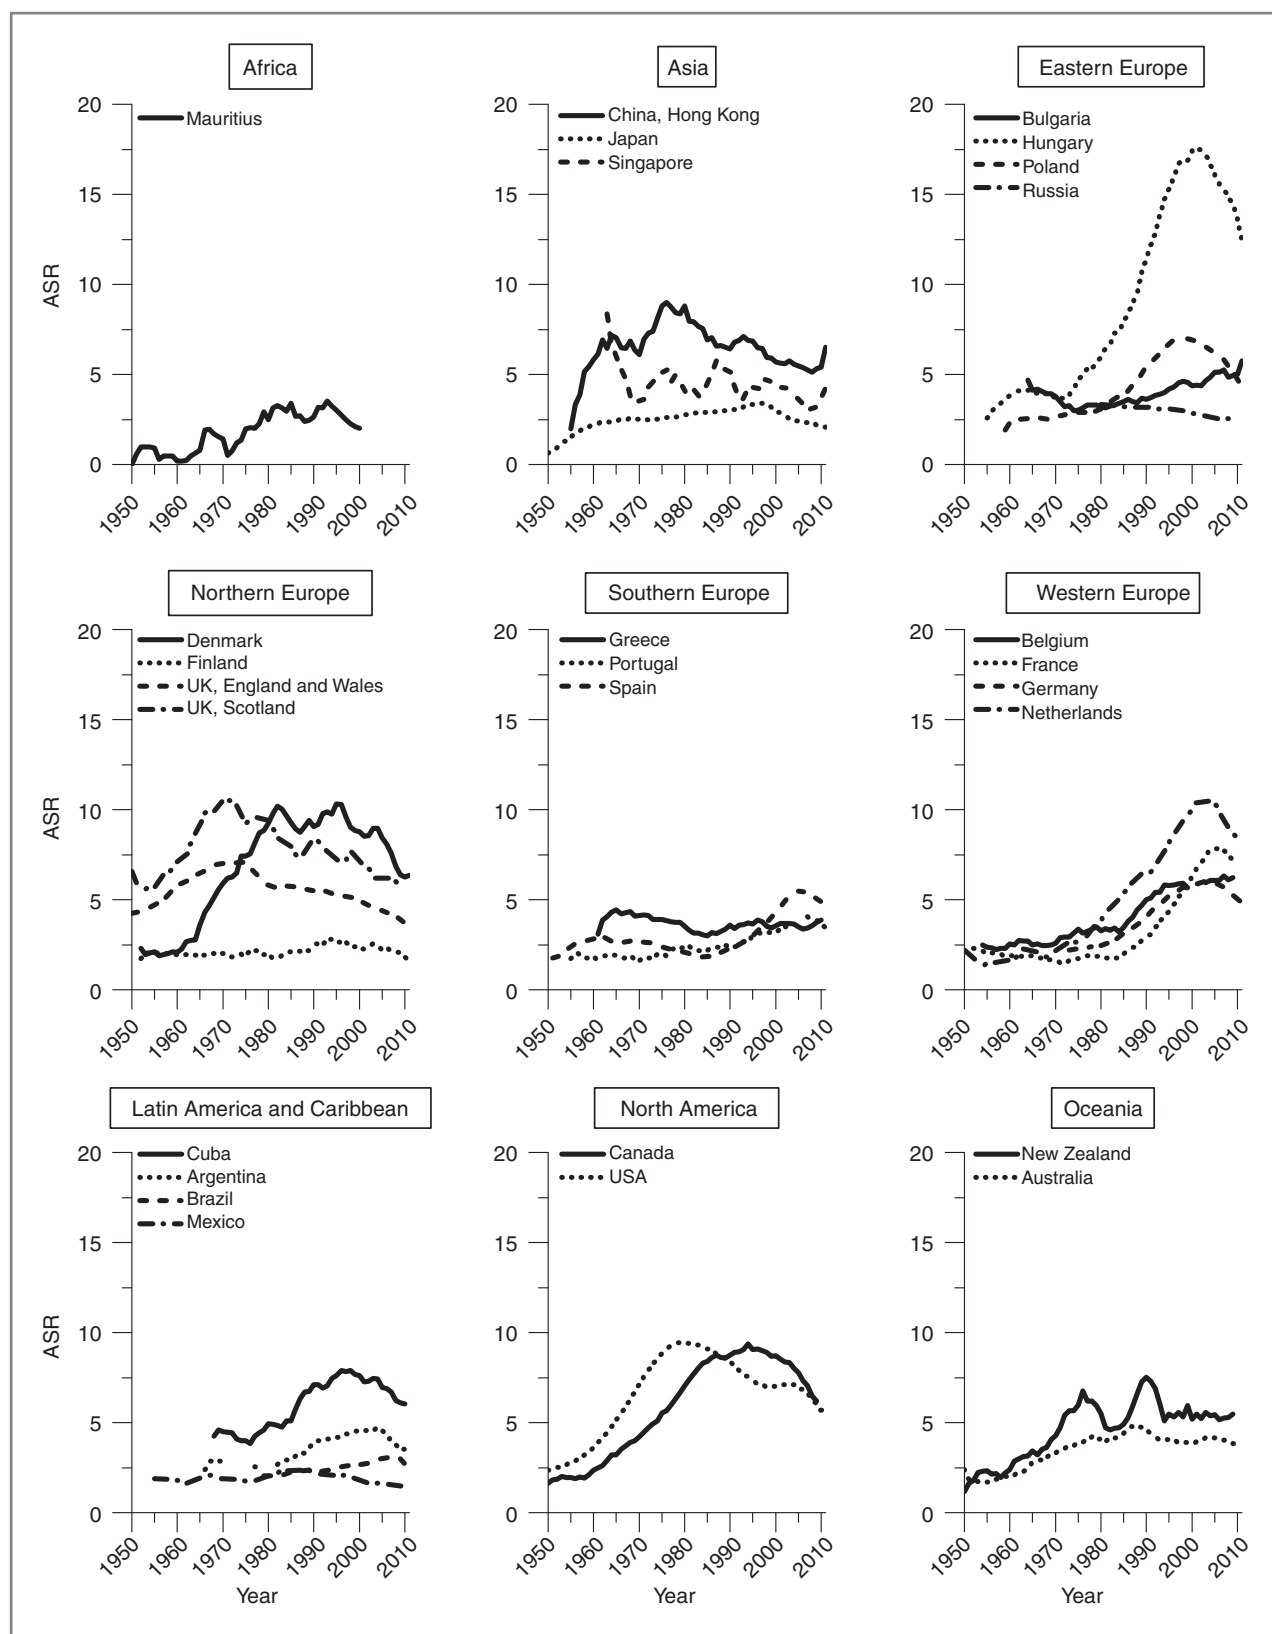 Africa
20
15
10
5
0
ASR
Mauritius
1950
1960
1970
1980
1990
2000
2010
Asia
20
15
10
5
0
China, Hong Kong
Japan
Singapore
1950
1960
1970
1980
1990
2000
2010
Eastern Europe
20
15
10
5
0
Bulgaria
Hungary
Poland
Russia
1950
1960
1970
1980
1990
2000
2010
Northern Europe
20
15
10
5
0
ASR
Denmark
Finland
UK, England and Wales
UK, Scotland
1950
1960
1970
1980
1990
2000
2010
Southern Europe
20
15
10
5
0
Greece
Portugal
Spain
1950
1960
1970
1980
1990
2000
2010
Western Europe
20
15
10
5
0
Belgium
France
Germany
Netherlands
1950
1960
1970
1980
1990
2000
2010
Latin America and Caribbean
20
15
10
5
0
ASR
Cuba
Argentina
Brazil
Mexico
1950
1960
1970
1980
1990
2000
2010
Year
North America
20
15
10
5
0
Canada
USA
1950
1960
1970
1980
1990
2000
2010
Year
Oceania
20
15
10
5
0
New Zealand
Australia
1950
1960
1970
1980
1990
2000
2010
Year